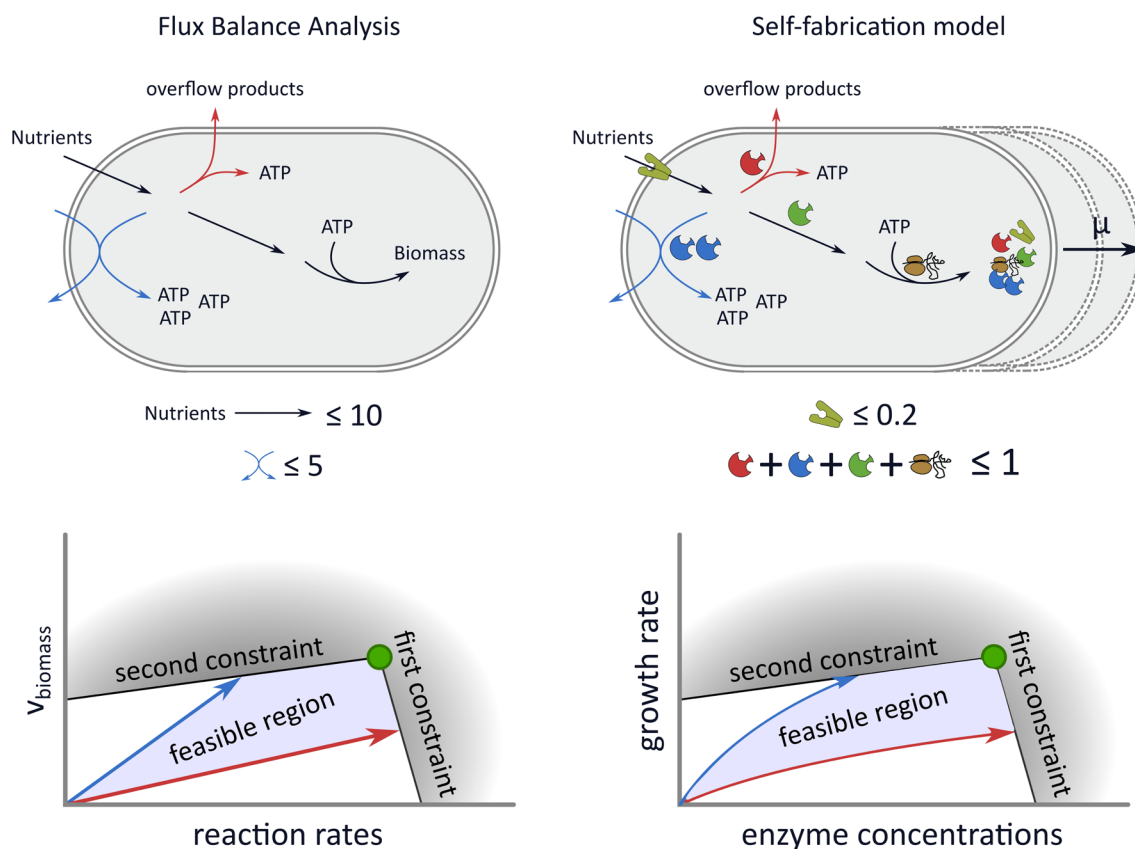 Flux Balance Analysis
overflow products
Nutrients
ATP
ATP
Biomass
ATP
ATP
ATP
Nutrients ≤ 10
≤ 5
vbiomass
second constraint
first constraint
feasible region
reaction rates
Self-fabrication model
overflow products
Nutrients
ATP
ATP
μ
ATP
ATP
ATP
≤ 0.2
+ + + ≤ 1
growth rate
second constraint
first constraint
feasible region
enzyme concentrations